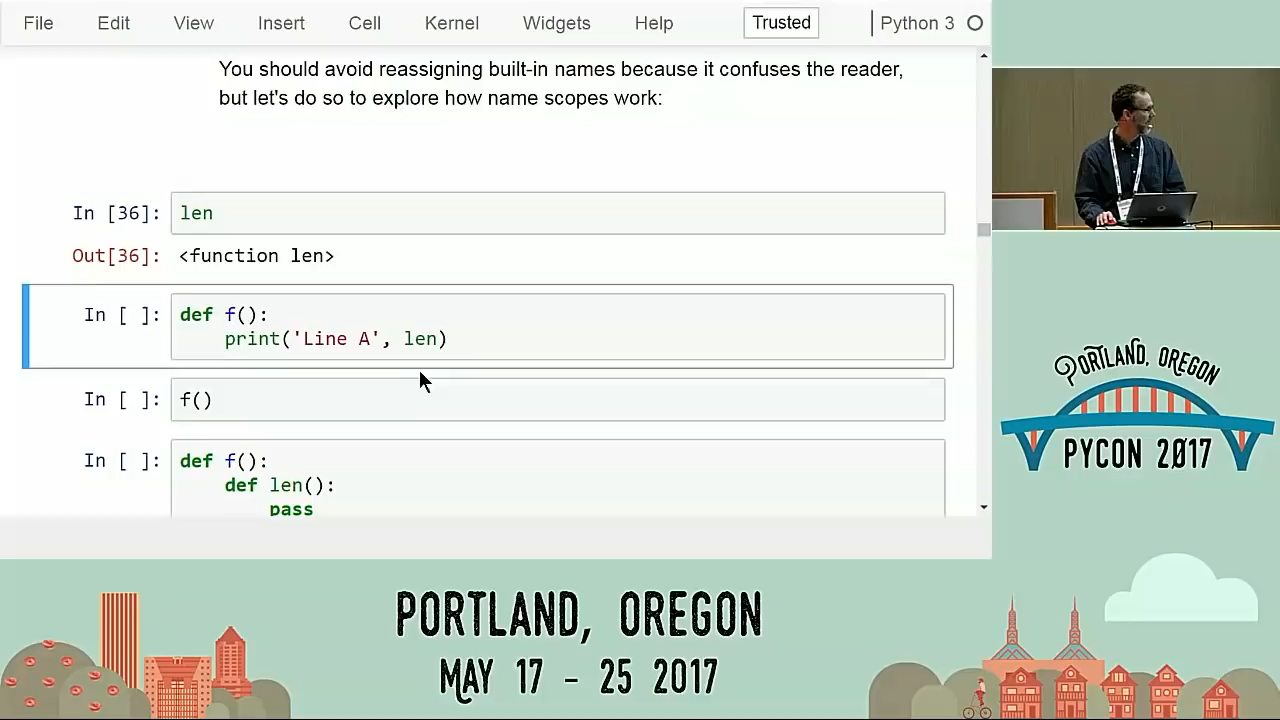 File Edit View Insert Cell Kernel Widgets Help Trusted Python 3
You should avoid reassigning built-in names because it confuses the reader,
but let's do so to explore how name scopes work:
In [36]: len
Out[36]: <function len>
In [ ]: def f():
print('Line A', len)
In [ ]: f()
In [ ]: def f():
def len():
pass
PORTLAND, OREGON
PYCON 2017
PORTLAND, OREGON
MAY 17 - 25 2017